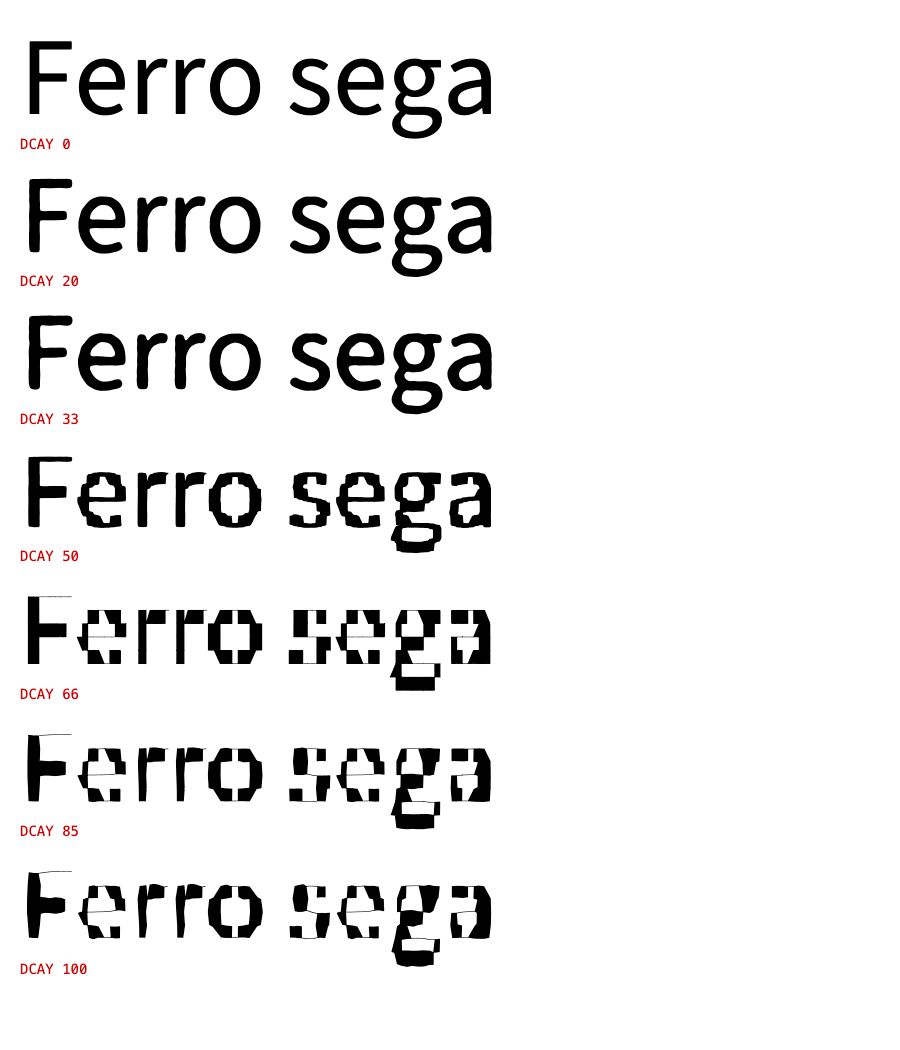 Ferro sega
DCAY 0
Ferro sega
DCAY 20
Ferro sega
DCAY 33
Ferro sega
DCAY 50
Ferro sega
DCAY 66
Ferro sega
DCAY 85
Ferro sega
DCAY 100